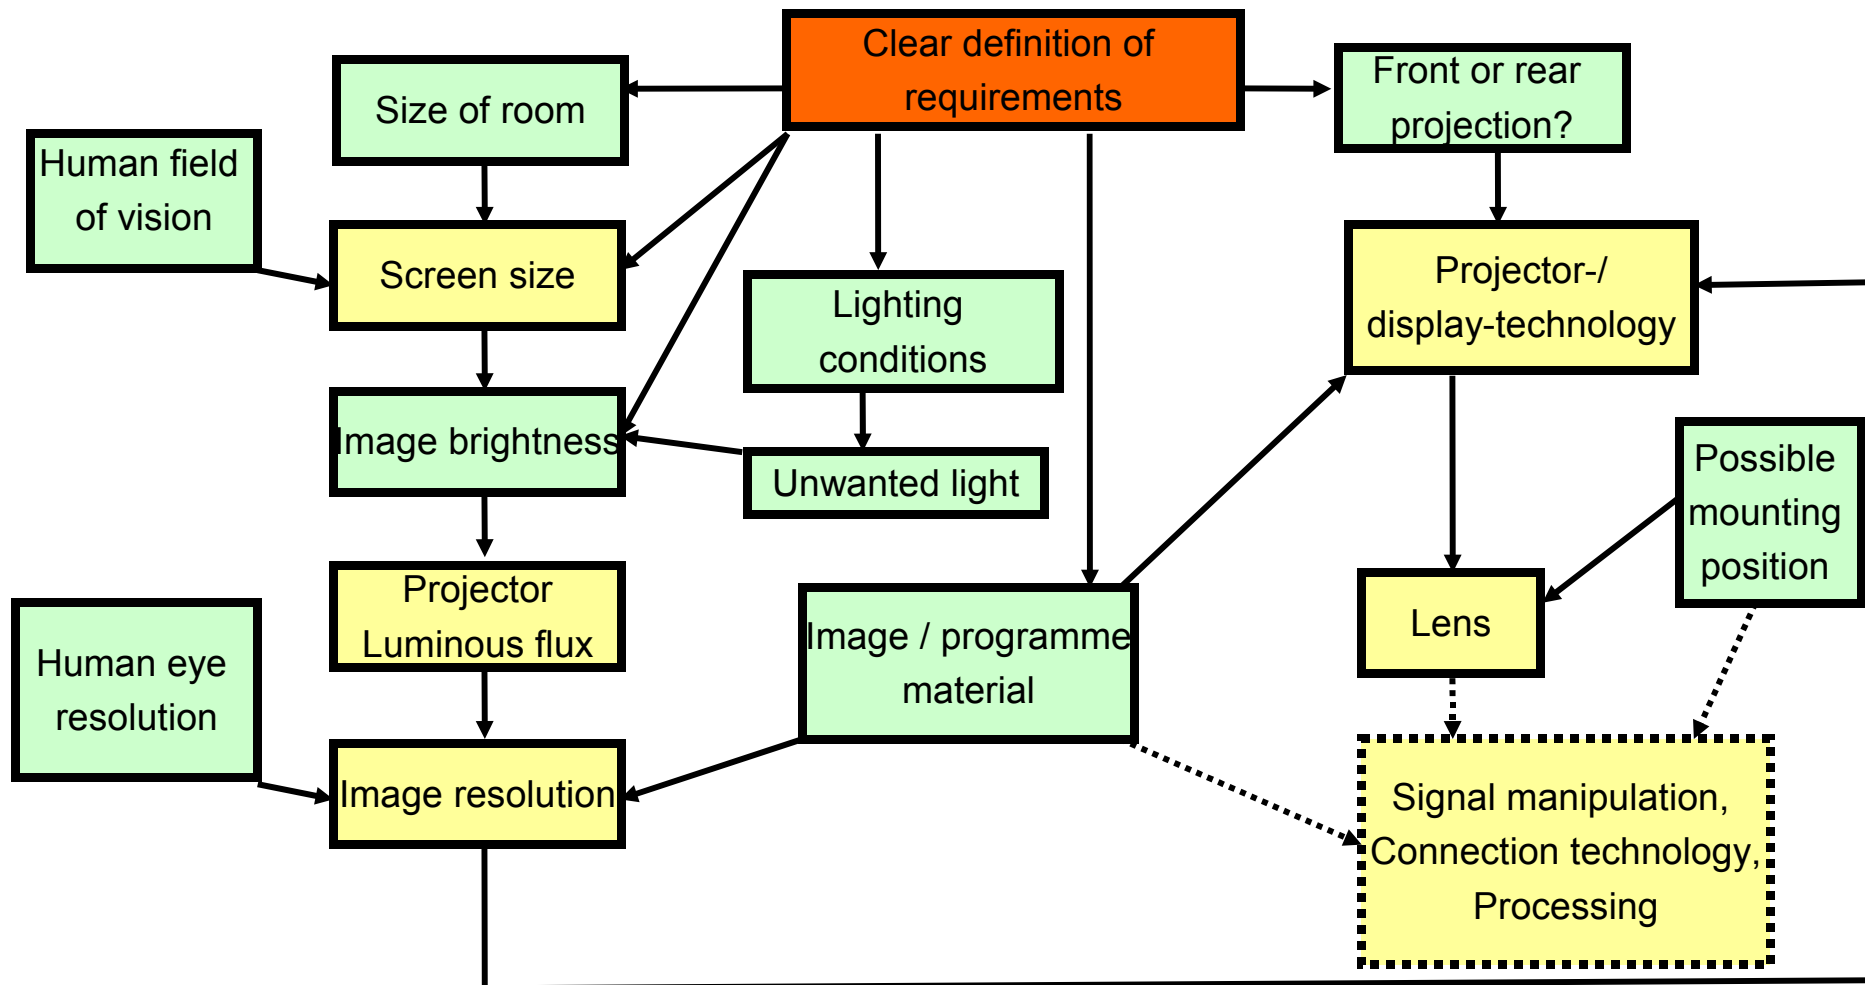 Clear definition of
requirements
Size of room
Front or rear
projection?
Human field
of vision
Screen size
Lighting
conditions
Projector-/
display-technology
Image brightness
Unwanted light
Possible
mounting
position
Projector
Luminous flux
Human eye
resolution
Image / programme
material
Lens
Image resolution
Signal manipulation,
Connection technology,
Processing